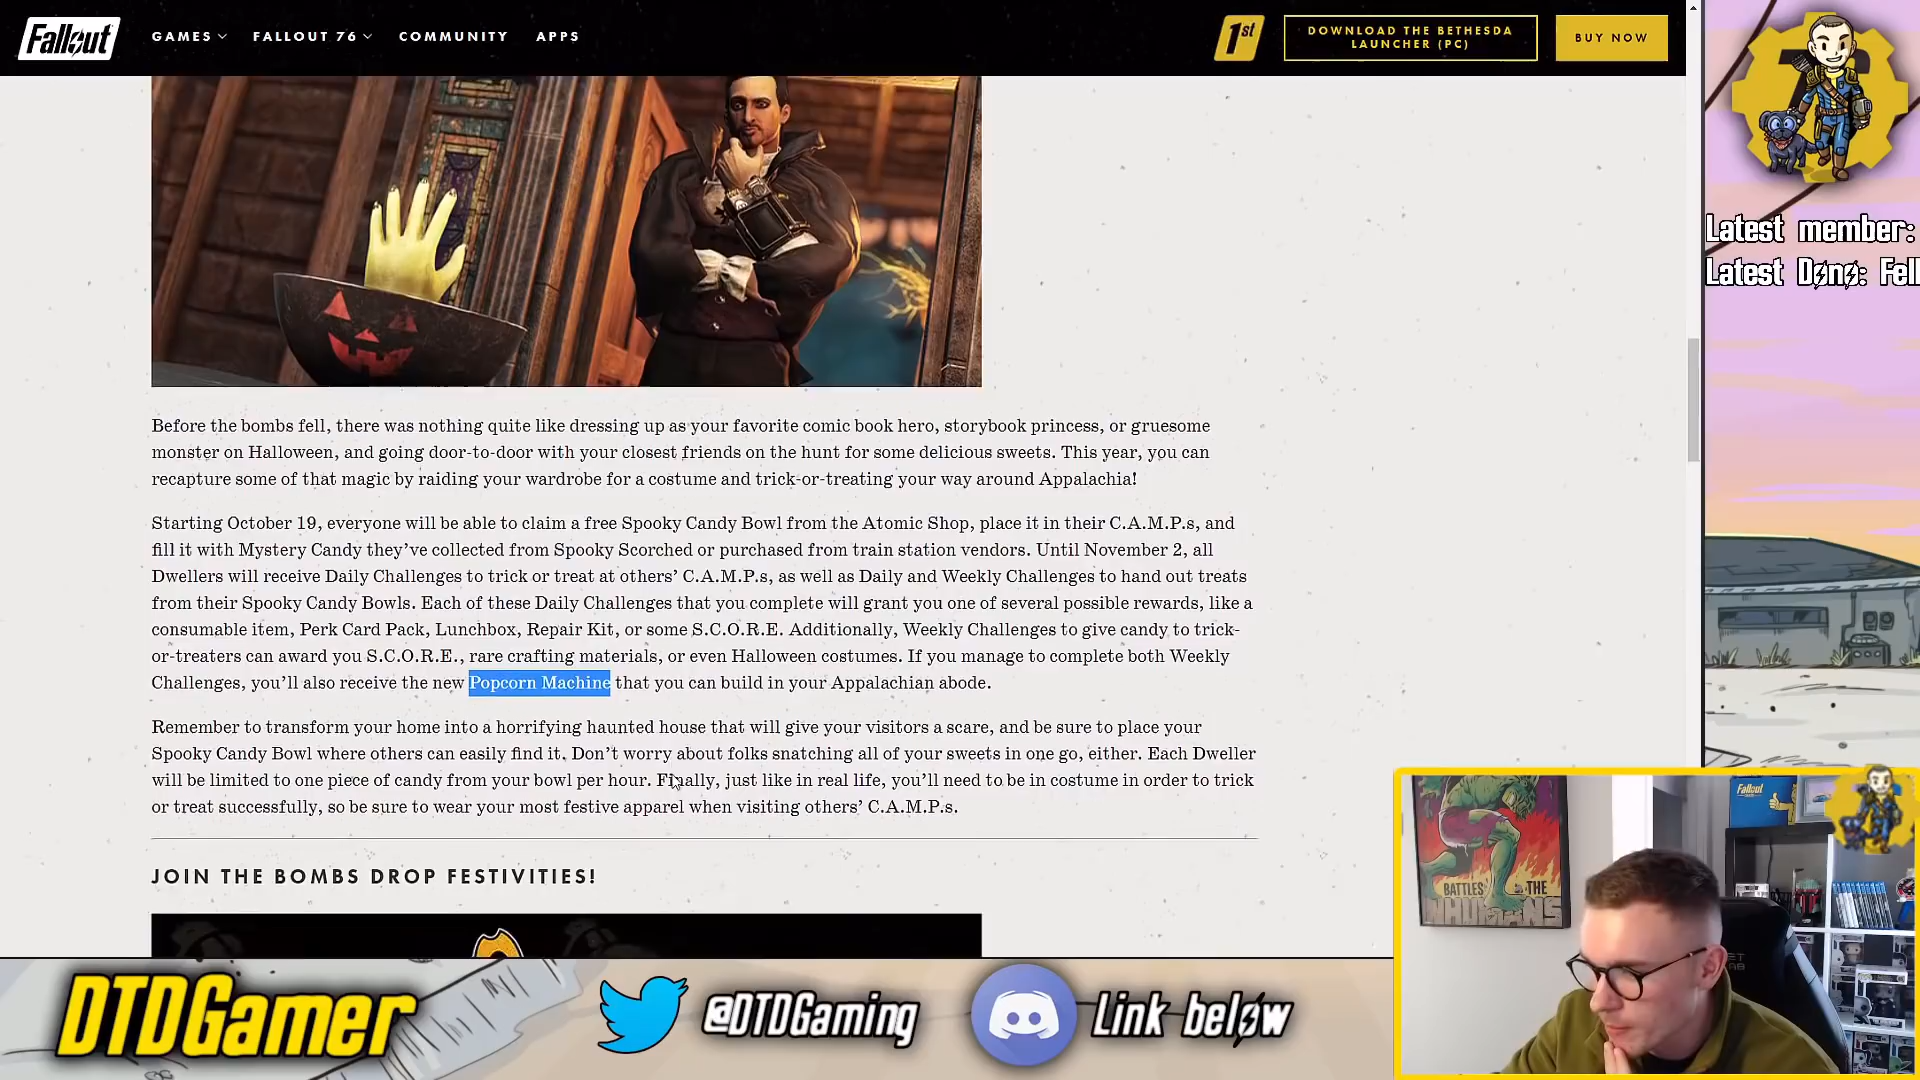 Fallout
GAMES
FALLOUT 76
COMMUNITY
APPS
1st
DOWNLOAD THE BETHESDA
LAUNCHER (PC)
BUY NOW
Latest member:
Latest Dono: Fell
Before the bombs fell, there was nothing quite like dressing up as your favorite comic book hero, storybook princess, or gruesome
monster on Halloween, and going door-to-door with your closest friends on the hunt for some delicious sweets. This year, you can
recapture some of that magic by raiding your wardrobe for a costume and trick-or-treating your way around Appalachia!
Starting October 19, everyone will be able to claim a free Spooky Candy Bowl from the Atomic Shop, place it in their C.A.M.P.s, and
fill it with Mystery Candy they’ve collected from Spooky Scorched or purchased from train station vendors. Until November 2, all
Dwellers will receive Daily Challenges to trick or treat at others’ C.A.M.P.s, as well as Daily and Weekly Challenges to hand out treats
from their Spooky Candy Bowls. Each of these Daily Challenges that you complete will grant you one of several possible rewards, like a
consumable item, Perk Card Pack, Lunchbox, Repair Kit, or some S.C.O.R.E. Additionally, Weekly Challenges to give candy to trick-
or-treaters can award you S.C.O.R.E., rare crafting materials, or even Halloween costumes. If you manage to complete both Weekly
Challenges, you’ll also receive the new Popcorn Machine that you can build in your Appalachian abode.
Remember to transform your home into a horrifying haunted house that will give your visitors a scare, and be sure to place your
Spooky Candy Bowl where others can easily find it. Don’t worry about folks snatching all of your sweets in one go, either. Each Dweller
will be limited to one piece of candy from your bowl per hour. Finally, just like in real life, you’ll need to be in costume in order to trick
or treat successfully, so be sure to wear your most festive apparel when visiting others’ C.A.M.P.s.
JOIN THE BOMBS DROP FESTIVITIES!
Fallout
BATTLES THE
HUMANS
DTDGamer
@DTDGaming
Link below